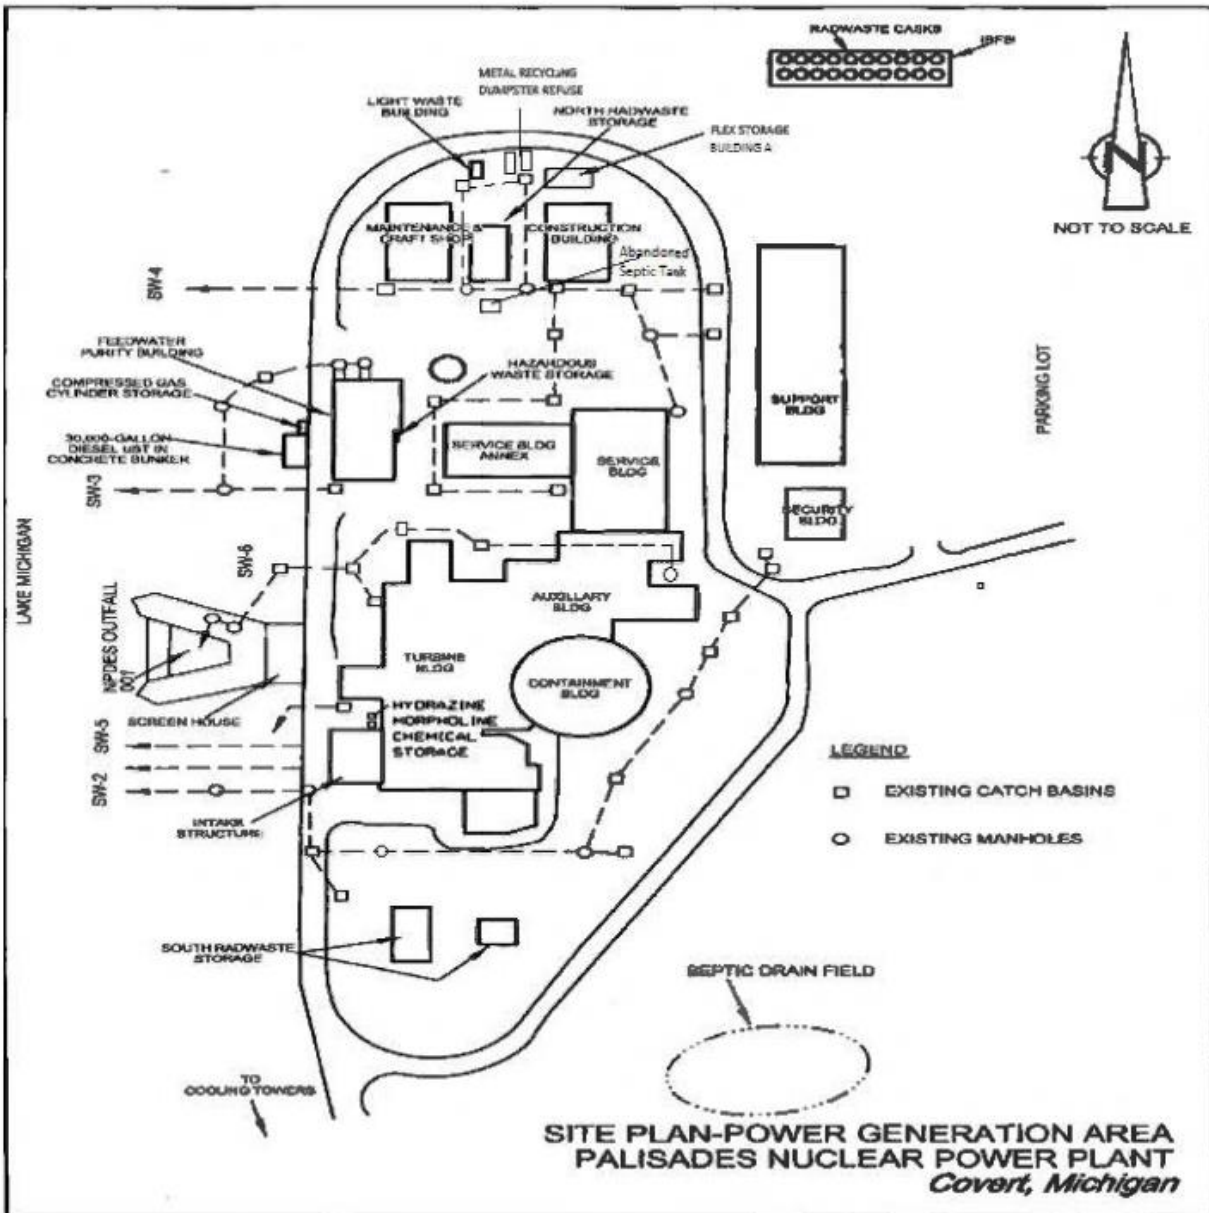 RADWASTE CASKS
ISFSI
METAL RECYCLING
DUMPSTER REFUSE
LIGHT WASTE
BUILDING
NORTH RADWASTE
STORAGE
FLEX STORAGE
BUILDING A
N
NOT TO SCALE
MAINTENANCE &
CRAFT SHOP
CONSTRUCTION
BUILDING
Abandoned
Septic Tank
SW-4
FEEDWATER
PURITY BUILDING
COMPRESSED GAS
CYLINDER STORAGE
30,000-GALLON
DIESEL UST IN
CONCRETE BUNKER
HAZARDOUS
WASTE STORAGE
SERVICE BLDG
ANNEX
SERVICE
BLDG
SUPPORT
BLDG
PARKING LOT
SW-3
SECURITY
BLDG
LAKE MICHIGAN
SW-6
AUXILLARY
BLDG
TURBINE
BLDG
CONTAINMENT
BLDG
NPDES OUTFALL
001
SCREEN HOUSE
HYDRAZINE
MORPHOLINE
CHEMICAL
STORAGE
SW-5
SW-2
INTAKE
STRUCTURE
LEGEND
EXISTING CATCH BASINS
EXISTING MANHOLES
SOUTH RADWASTE
STORAGE
SEPTIC DRAIN FIELD
TO
COOLING TOWERS
SITE PLAN-POWER GENERATION AREA
PALISADES NUCLEAR POWER PLANT
Covert, Michigan